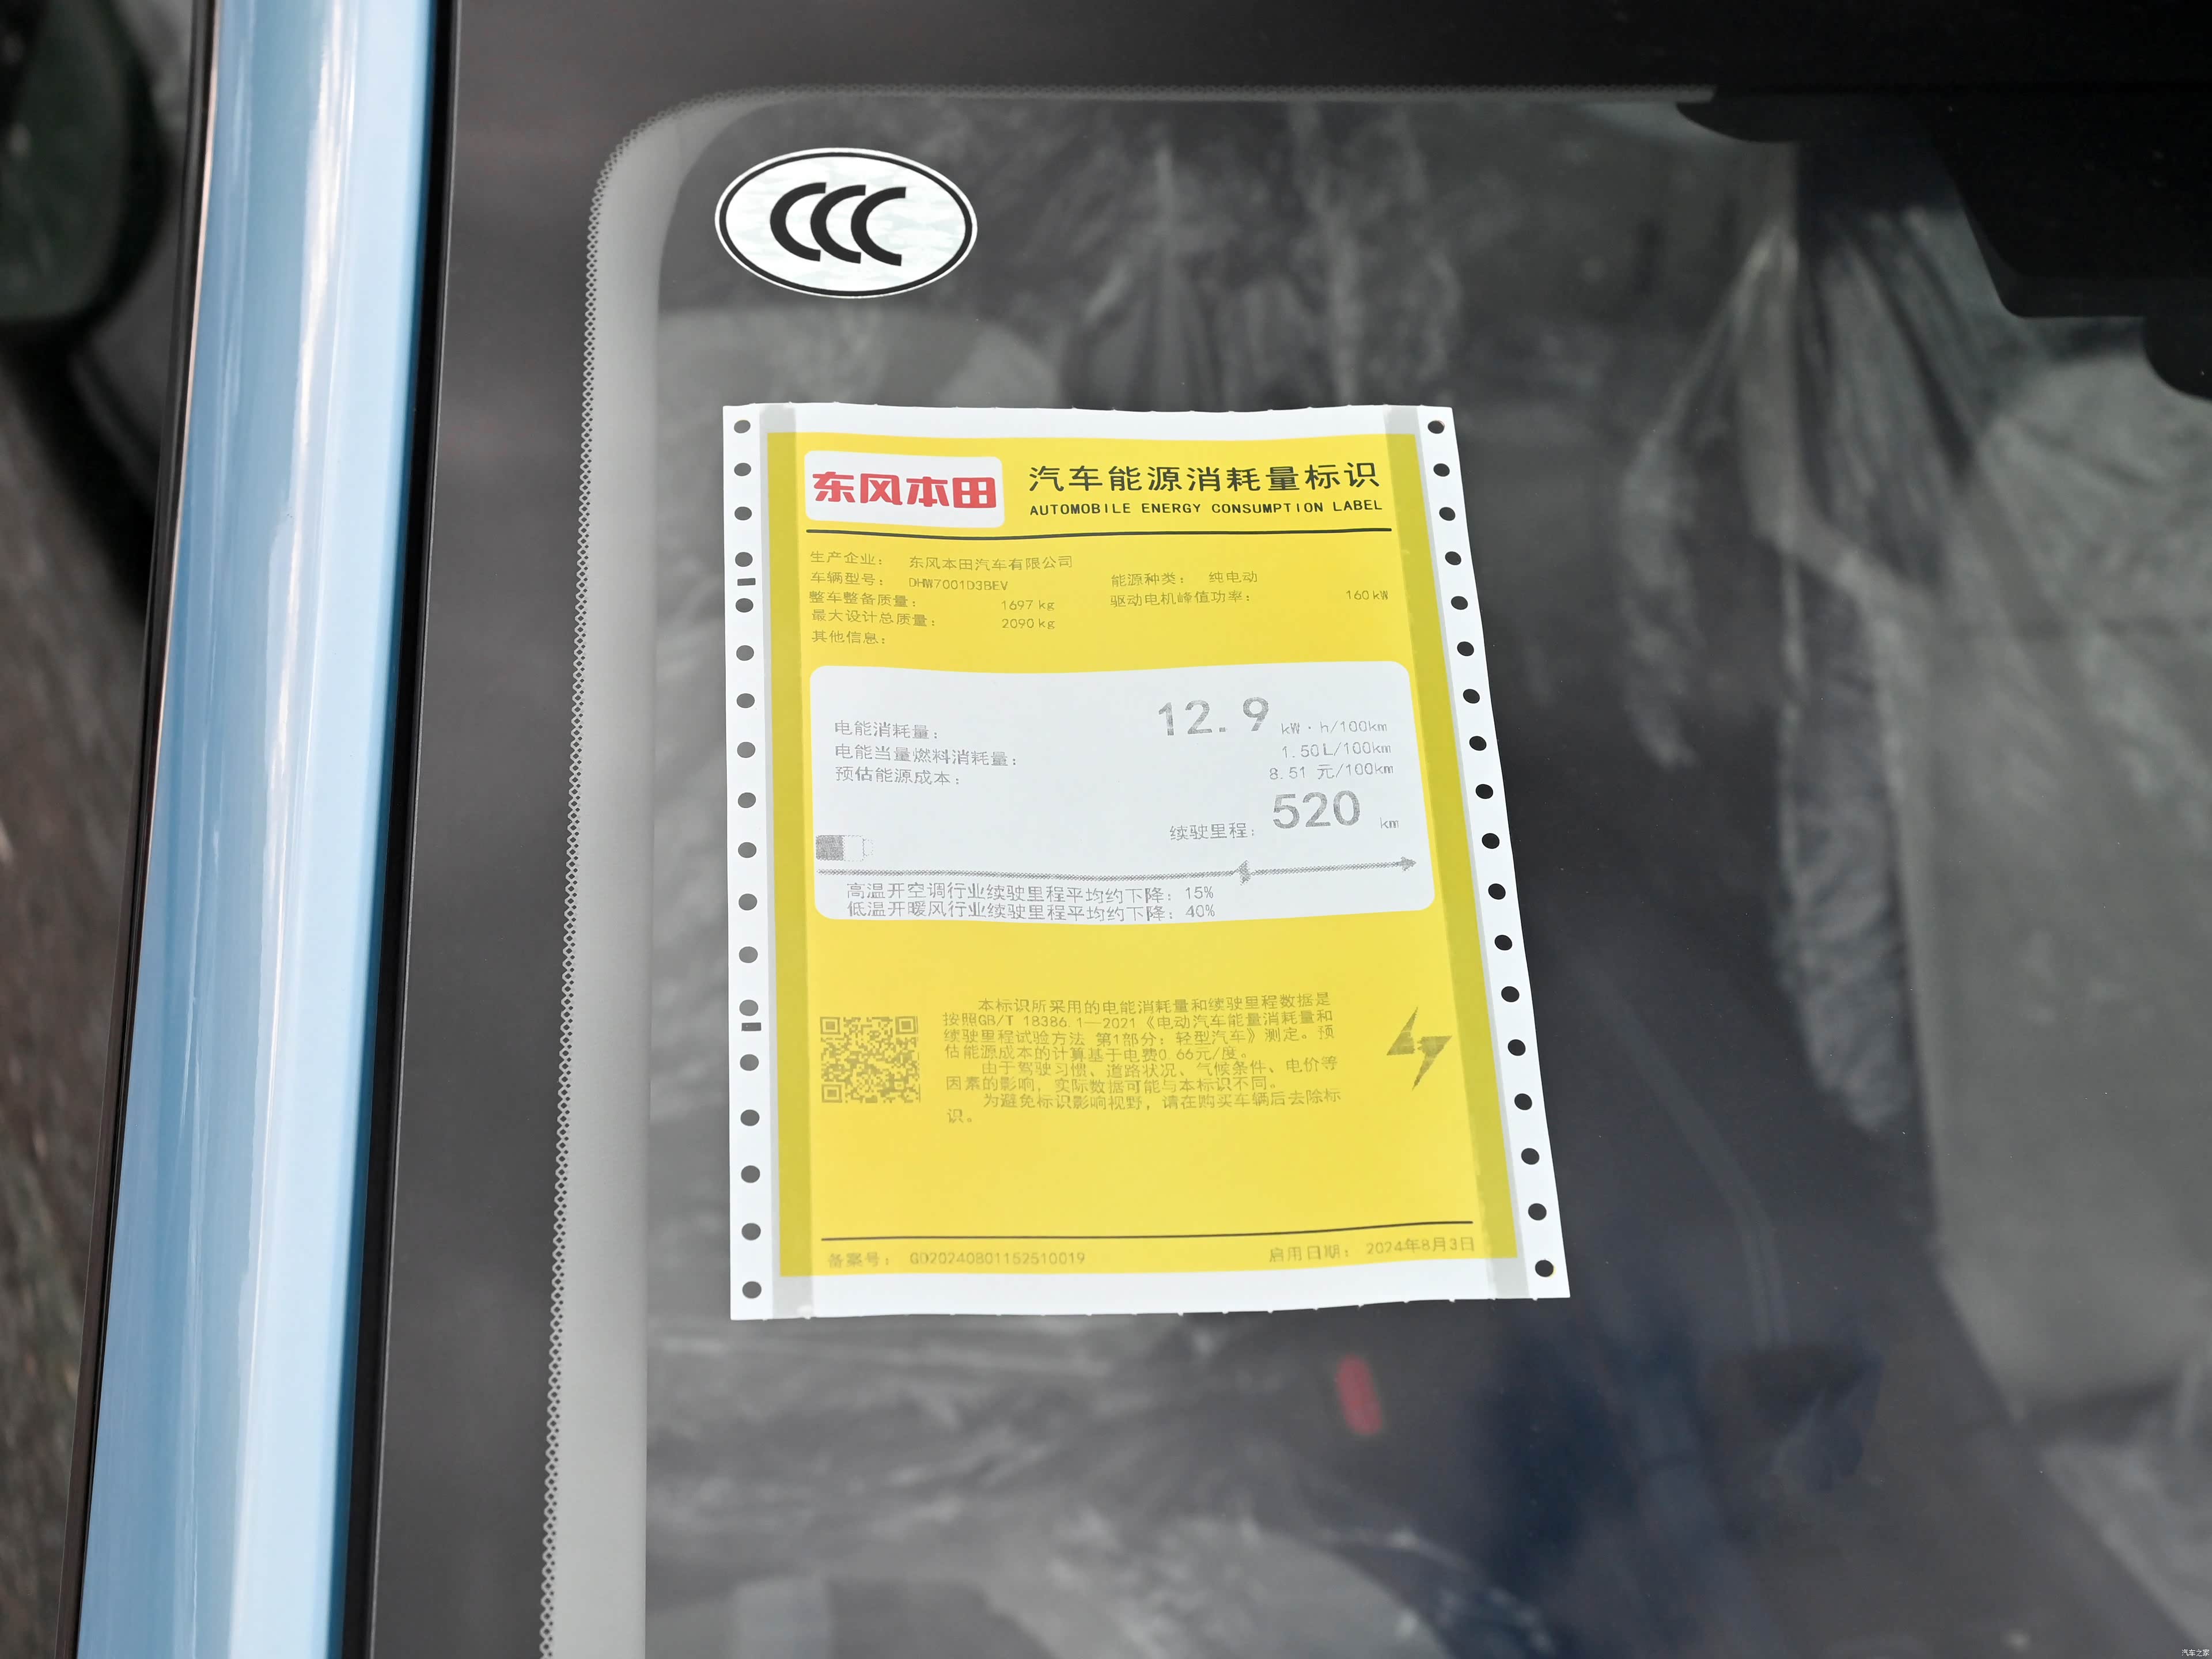 CCC
东风本田 汽车能源消耗量标识
AUTOMOBILE ENERGY CONSUMPTION LABEL
生产企业: 东风本田汽车有限公司
车辆型号: DHW7001D3BEV 能源种类: 纯电动
整车整备质量: 1697 kg 驱动电机峰值功率: 160 kW
最大设计总质量: 2090 kg
其他信息:
电能消耗量: 12.9 kW·h/100km
电能当量燃料消耗量: 1.50 L/100km
预估能源成本: 8.51 元/100km
续驶里程: 520 km
高温开空调行业续驶里程平均约下降: 15%
低温开暖风行业续驶里程平均约下降: 40%
本标识所采用的电能消耗量和续驶里程数据是
按照GB/T 18386.1—2021《电动汽车能量消耗量和
续驶里程试验方法 第1部分: 轻型汽车》测定。预
估能源成本的计算基于电费0.66元/度。
由于驾驶习惯、道路状况、气候条件、电价等
因素的影响, 实际数据可能与本标识不同。
为避免标识影响视野, 请在购买车辆后去除标
识。
备案号: GD20240801152510019 启用日期: 2024年8月3日
汽车之家